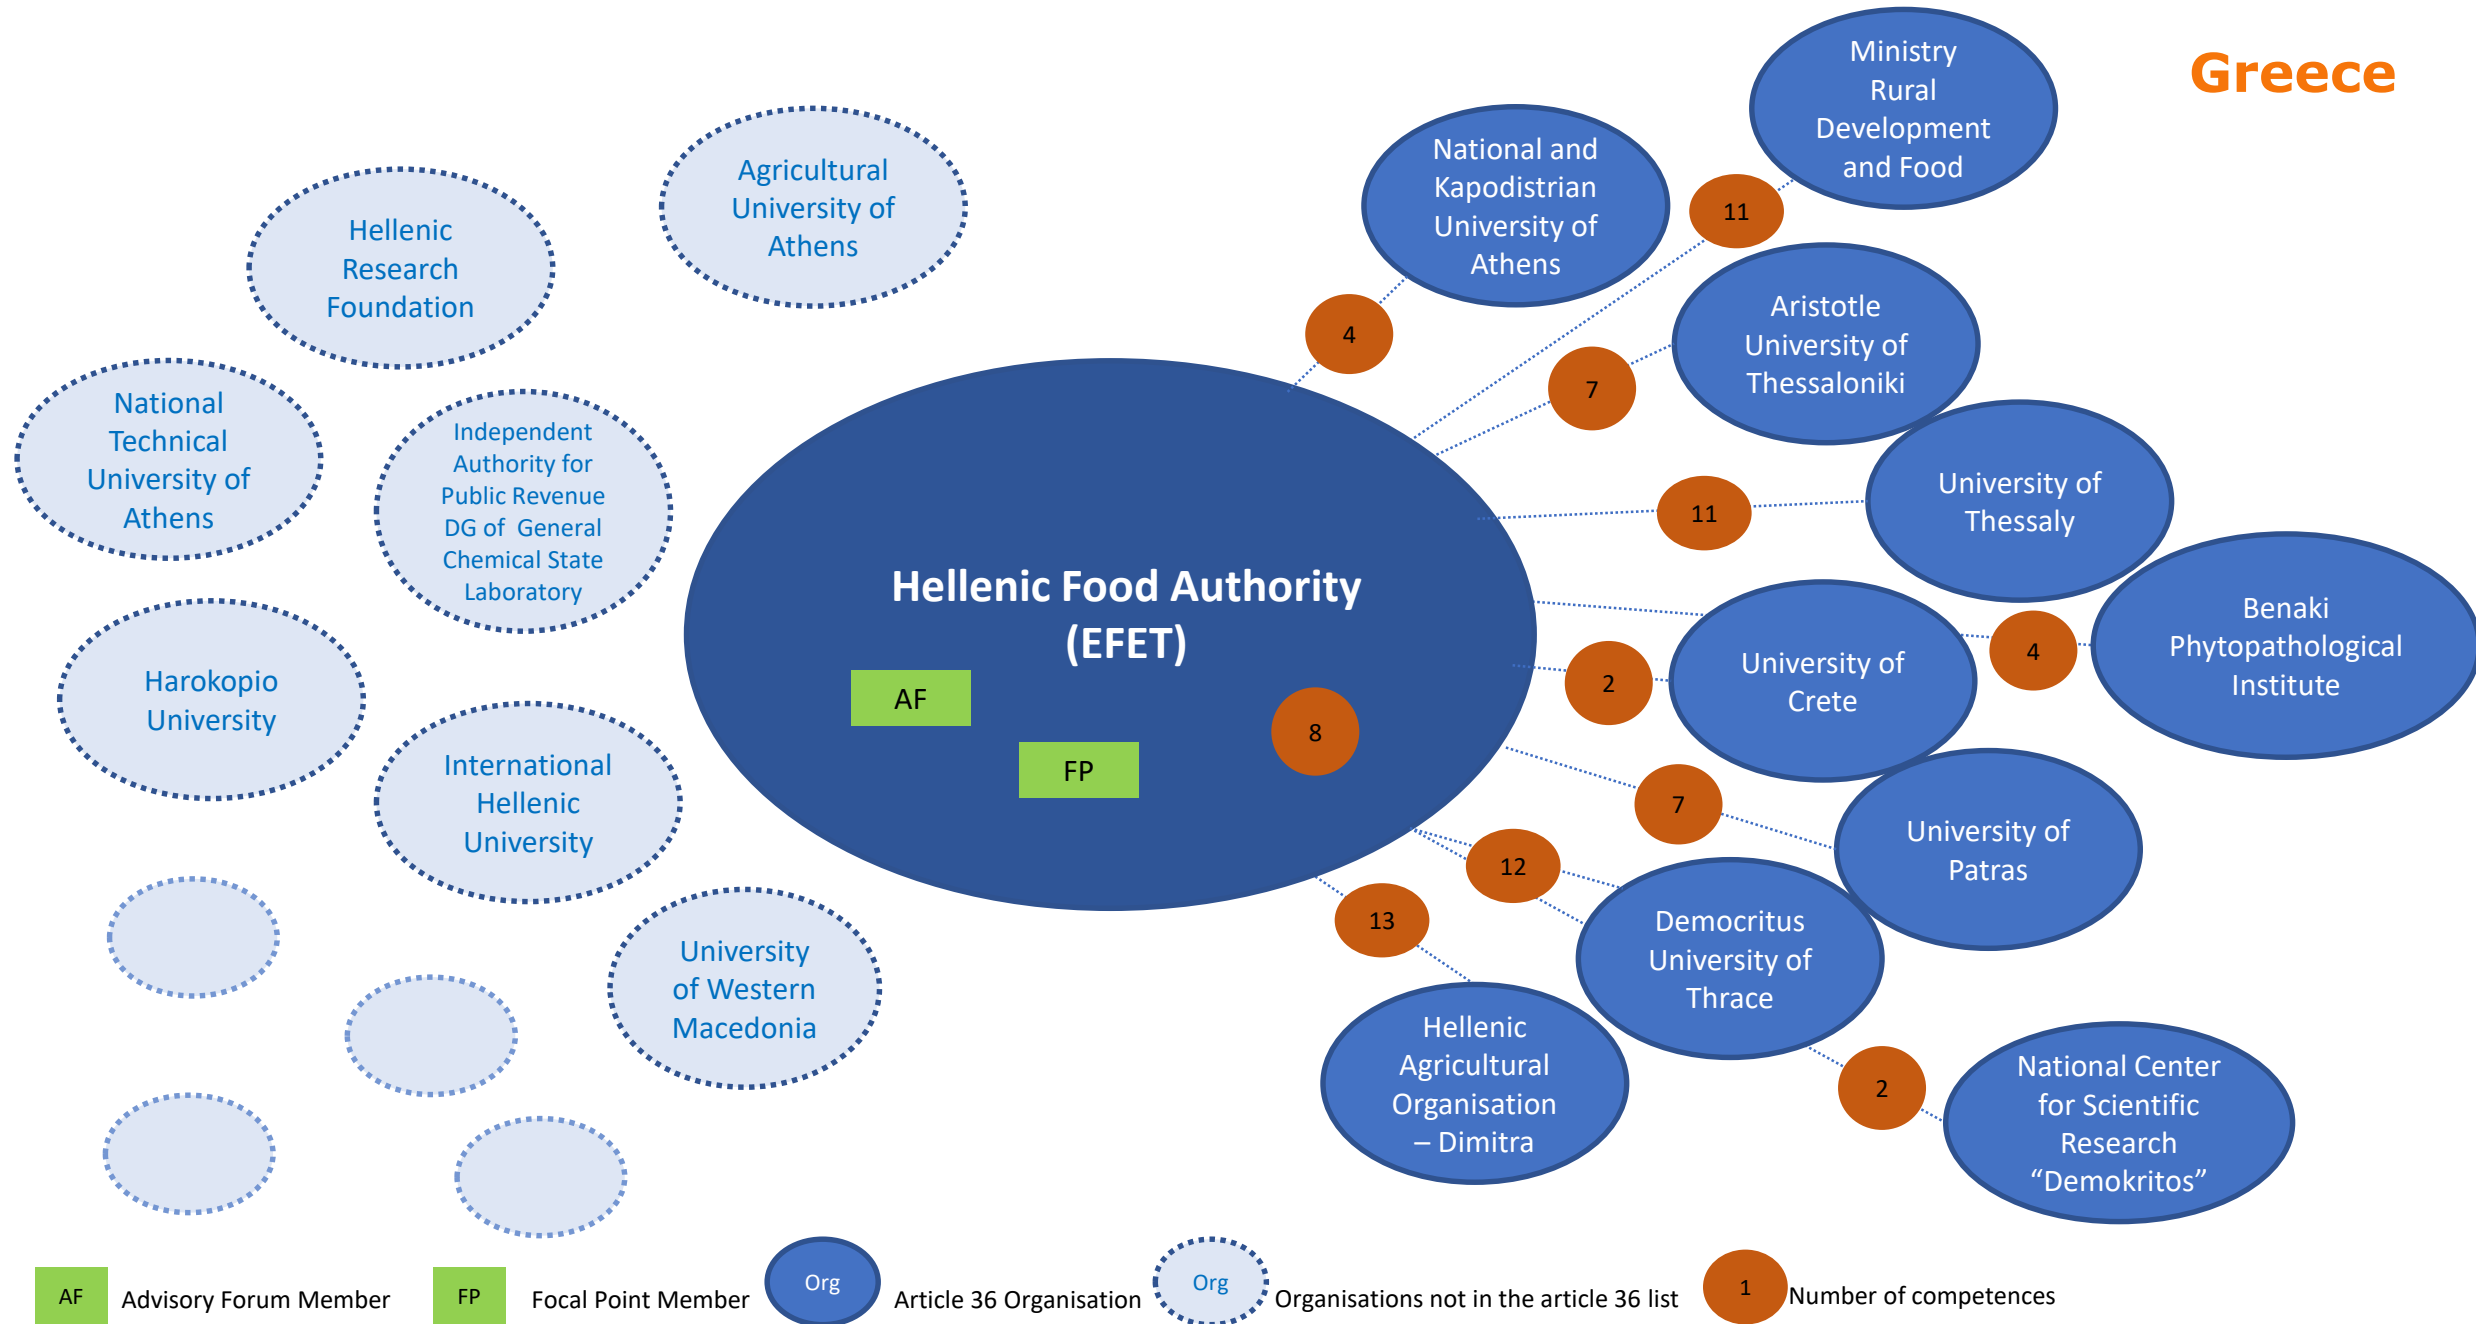 Greece
Ministry
Rural
Development
and Food
National and
Kapodistrian
University of
Athens
11
4
Agricultural
University of
Athens
Hellenic
Research
Foundation
Aristotle
University of
Thessaloniki
7
National
Technical
University of
Athens
Independent
Authority for
Public Revenue
DG of  General
Chemical State
Laboratory
University of
Thessaly
11
Hellenic Food Authority
(EFET)
AF
FP
8
Benaki
Phytopathological
Institute
4
University of
Crete
2
Harokopio
University
International
Hellenic
University
7
University of
Patras
12
13
Democritus
University of
Thrace
University
of Western
Macedonia
Hellenic
Agricultural
Organisation
– Dimitra
2
National Center
for Scientific
Research
“Demokritos”
AF
Advisory Forum Member
FP
Focal Point Member
Org
Article 36 Organisation
Org
Organisations not in the article 36 list
1
Number of competences